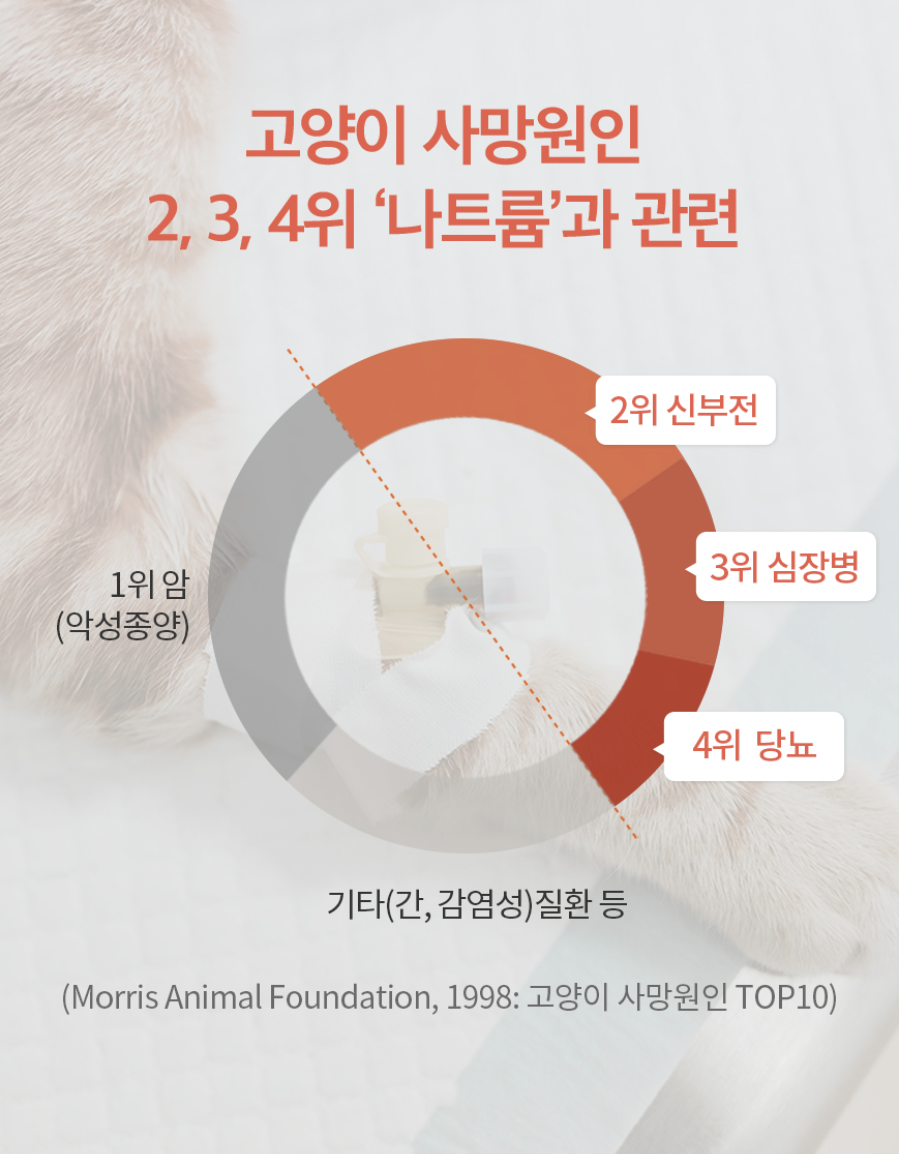 고양이 사망원인
2, 3, 4위 ‘나트륨’과 관련
2위 신부전
3위 심장병
1위 암
(악성종양)
4위 당뇨
기타(간, 감염성)질환 등
(Morris Animal Foundation, 1998: 고양이 사망원인 TOP10)